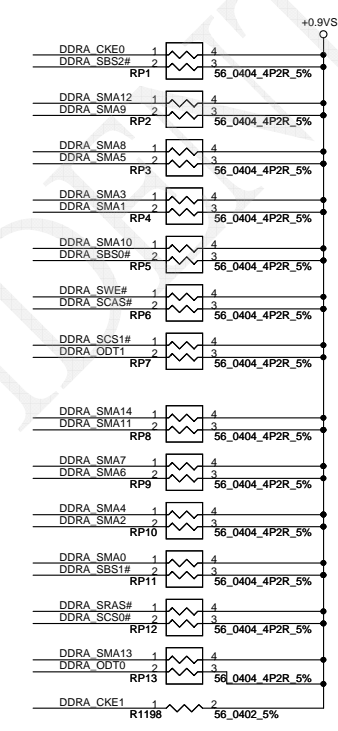 +0.9VS
DDRA_CKE0 1 4
DDRA_SBS2# 2 3
RP1 56_0404_4P2R_5%
DDRA_SMA12 1 4
DDRA_SMA9 2 3
RP2 56_0404_4P2R_5%
DDRA_SMA8 1 4
DDRA_SMA5 2 3
RP3 56_0404_4P2R_5%
DDRA_SMA3 1 4
DDRA_SMA1 2 3
RP4 56_0404_4P2R_5%
DDRA_SMA10 1 4
DDRA_SBS0# 2 3
RP5 56_0404_4P2R_5%
DDRA_SWE# 1 4
DDRA_SCAS# 2 3
RP6 56_0404_4P2R_5%
DDRA_SCS1# 1 4
DDRA_ODT1 2 3
RP7 56_0404_4P2R_5%
DDRA_SMA14 1 4
DDRA_SMA11 2 3
RP8 56_0404_4P2R_5%
DDRA_SMA7 1 4
DDRA_SMA6 2 3
RP9 56_0404_4P2R_5%
DDRA_SMA4 1 4
DDRA_SMA2 2 3
RP10 56_0404_4P2R_5%
DDRA_SMA0 1 4
DDRA_SBS1# 2 3
RP11 56_0404_4P2R_5%
DDRA_SRAS# 1 4
DDRA_SCS0# 2 3
RP12 56_0404_4P2R_5%
DDRA_SMA13 1 4
DDRA_ODT0 2 3
RP13 56_0404_4P2R_5%
DDRA_CKE1 1 2
R1198 56_0402_5%